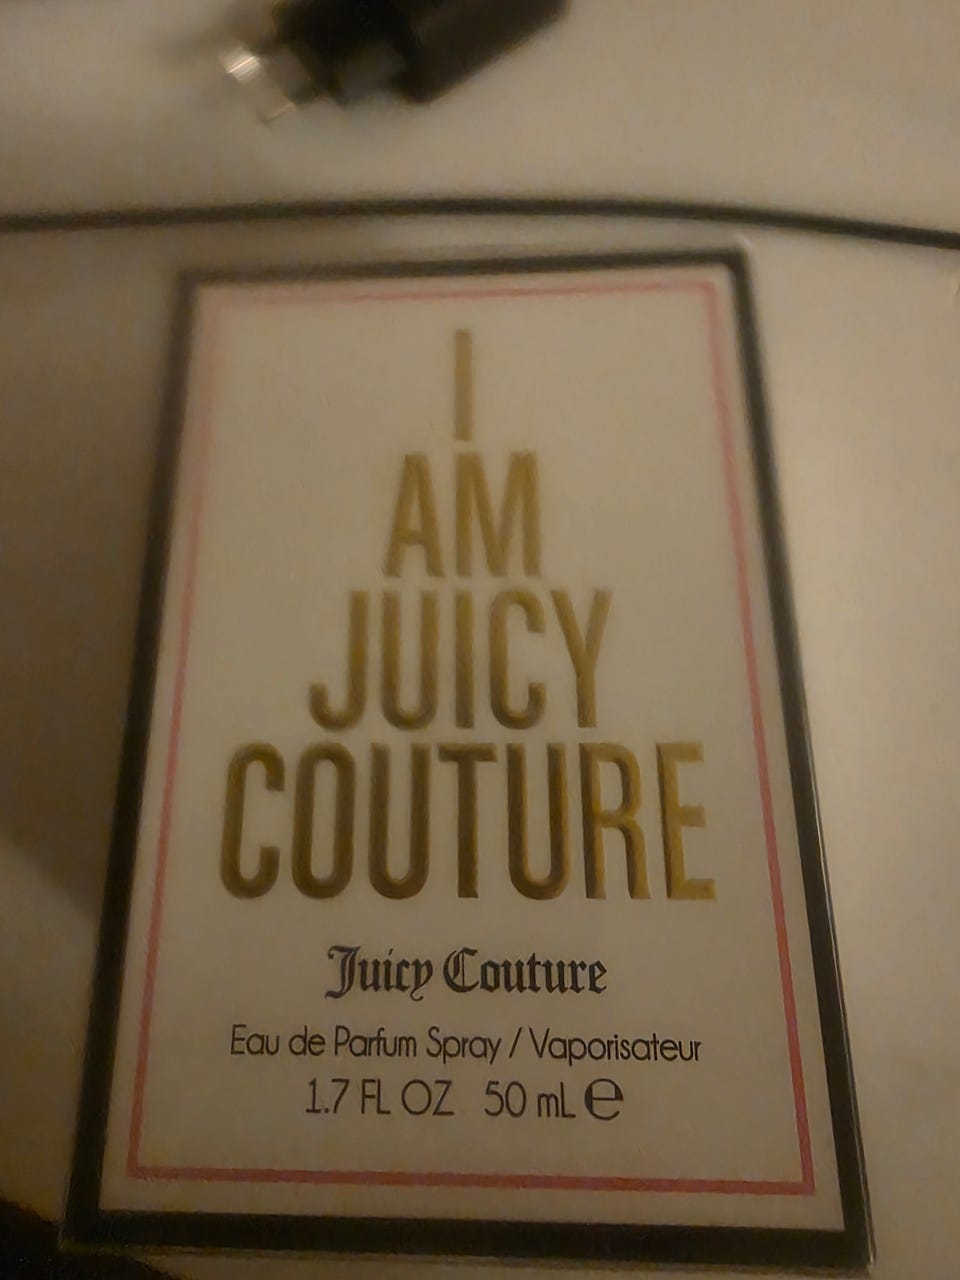 I
AM
JUICY
COUTURE
Juicy Couture
Eau de Parfum Spray / Vaporisateur
1.7 FL OZ 50 mL ℮